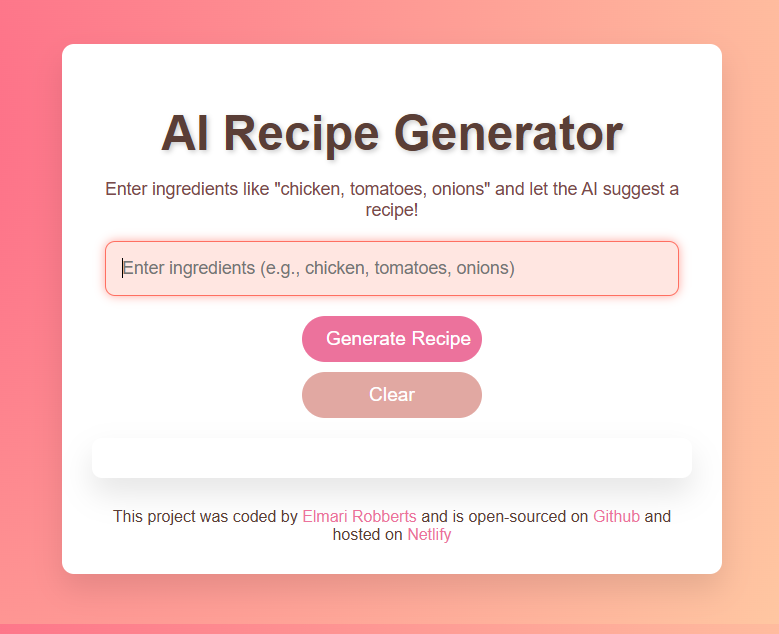 AI Recipe Generator
Enter ingredients like "chicken, tomatoes, onions" and let the AI suggest a
recipe!
Enter ingredients (e.g., chicken, tomatoes, onions)
Generate Recipe
Clear
This project was coded by Elmari Robberts and is open-sourced on Github and
hosted on Netlify